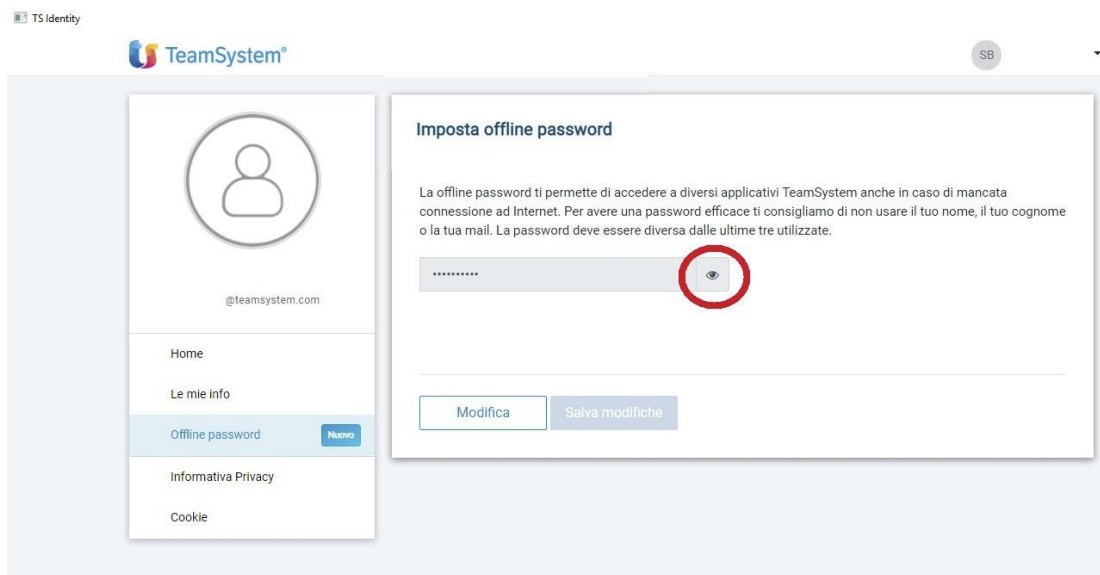 TS Identity
TeamSystem®
SB
@teamsystem.com
Home
Le mie info
Offline password
Nuovo
Informativa Privacy
Cookie
Imposta offline password
La offline password ti permette di accedere a diversi applicativi TeamSystem anche in caso di mancata
connessione ad Internet. Per avere una password efficace ti consigliamo di non usare il tuo nome, il tuo cognome
o la tua mail. La password deve essere diversa dalle ultime tre utilizzate.
••••••••••
Modifica
Salva modifiche